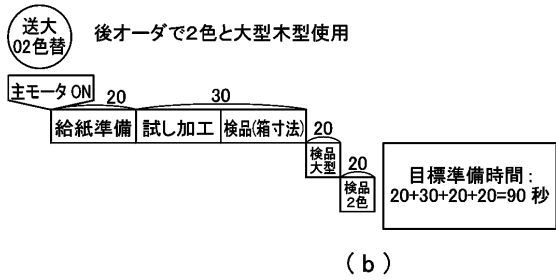 送大
02色替
後オーダで2色と大型木型使用
主モータON
20
30
給紙準備
試し加工
検品(箱寸法)
20
検品
大型
20
検品
2色
目標準備時間:
20+30+20+20=90秒
(b)